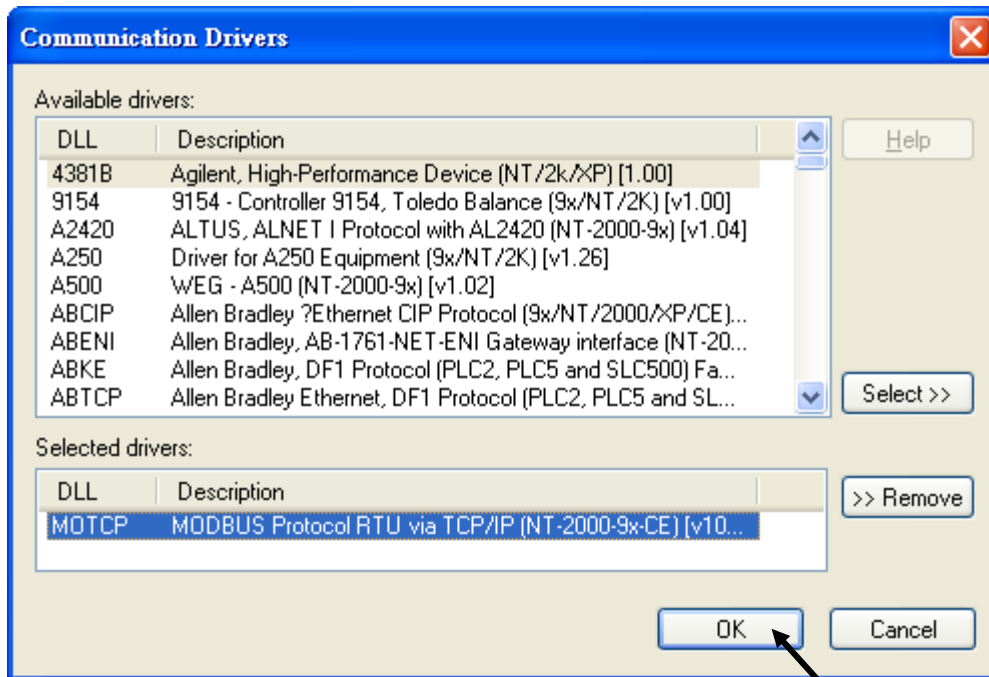 Communication Drivers
Available drivers:
DLL Description
Help
4381B Agilent, High-Performance Device (NT/2k/XP) [1.00]
9154 9154 - Controller 9154, Toledo Balance (9x/NT/2K) [v1.00]
A2420 ALTUS, ALNET I Protocol with AL2420 (NT-2000-9x) [v1.04]
A250 Driver for A250 Equipment (9x/NT/2K) [v1.26]
A500 WEG - A500 (NT-2000-9x) [v1.02]
ABCIP Allen Bradley ?Ethernet CIP Protocol (9x/NT/2000/XP/CE)...
ABENI Allen Bradley, AB-1761-NET-ENI Gateway interface (NT-20...
ABKE Allen Bradley, DF1 Protocol (PLC2, PLC5 and SLC500) Fa...
ABTCP Allen Bradley Ethernet, DF1 Protocol (PLC2, PLC5 and SL...
Select >>
Selected drivers:
DLL Description
>> Remove
MOTCP MODBUS Protocol RTU via TCP/IP (NT-2000-9x-CE) [v10...
OK Cancel